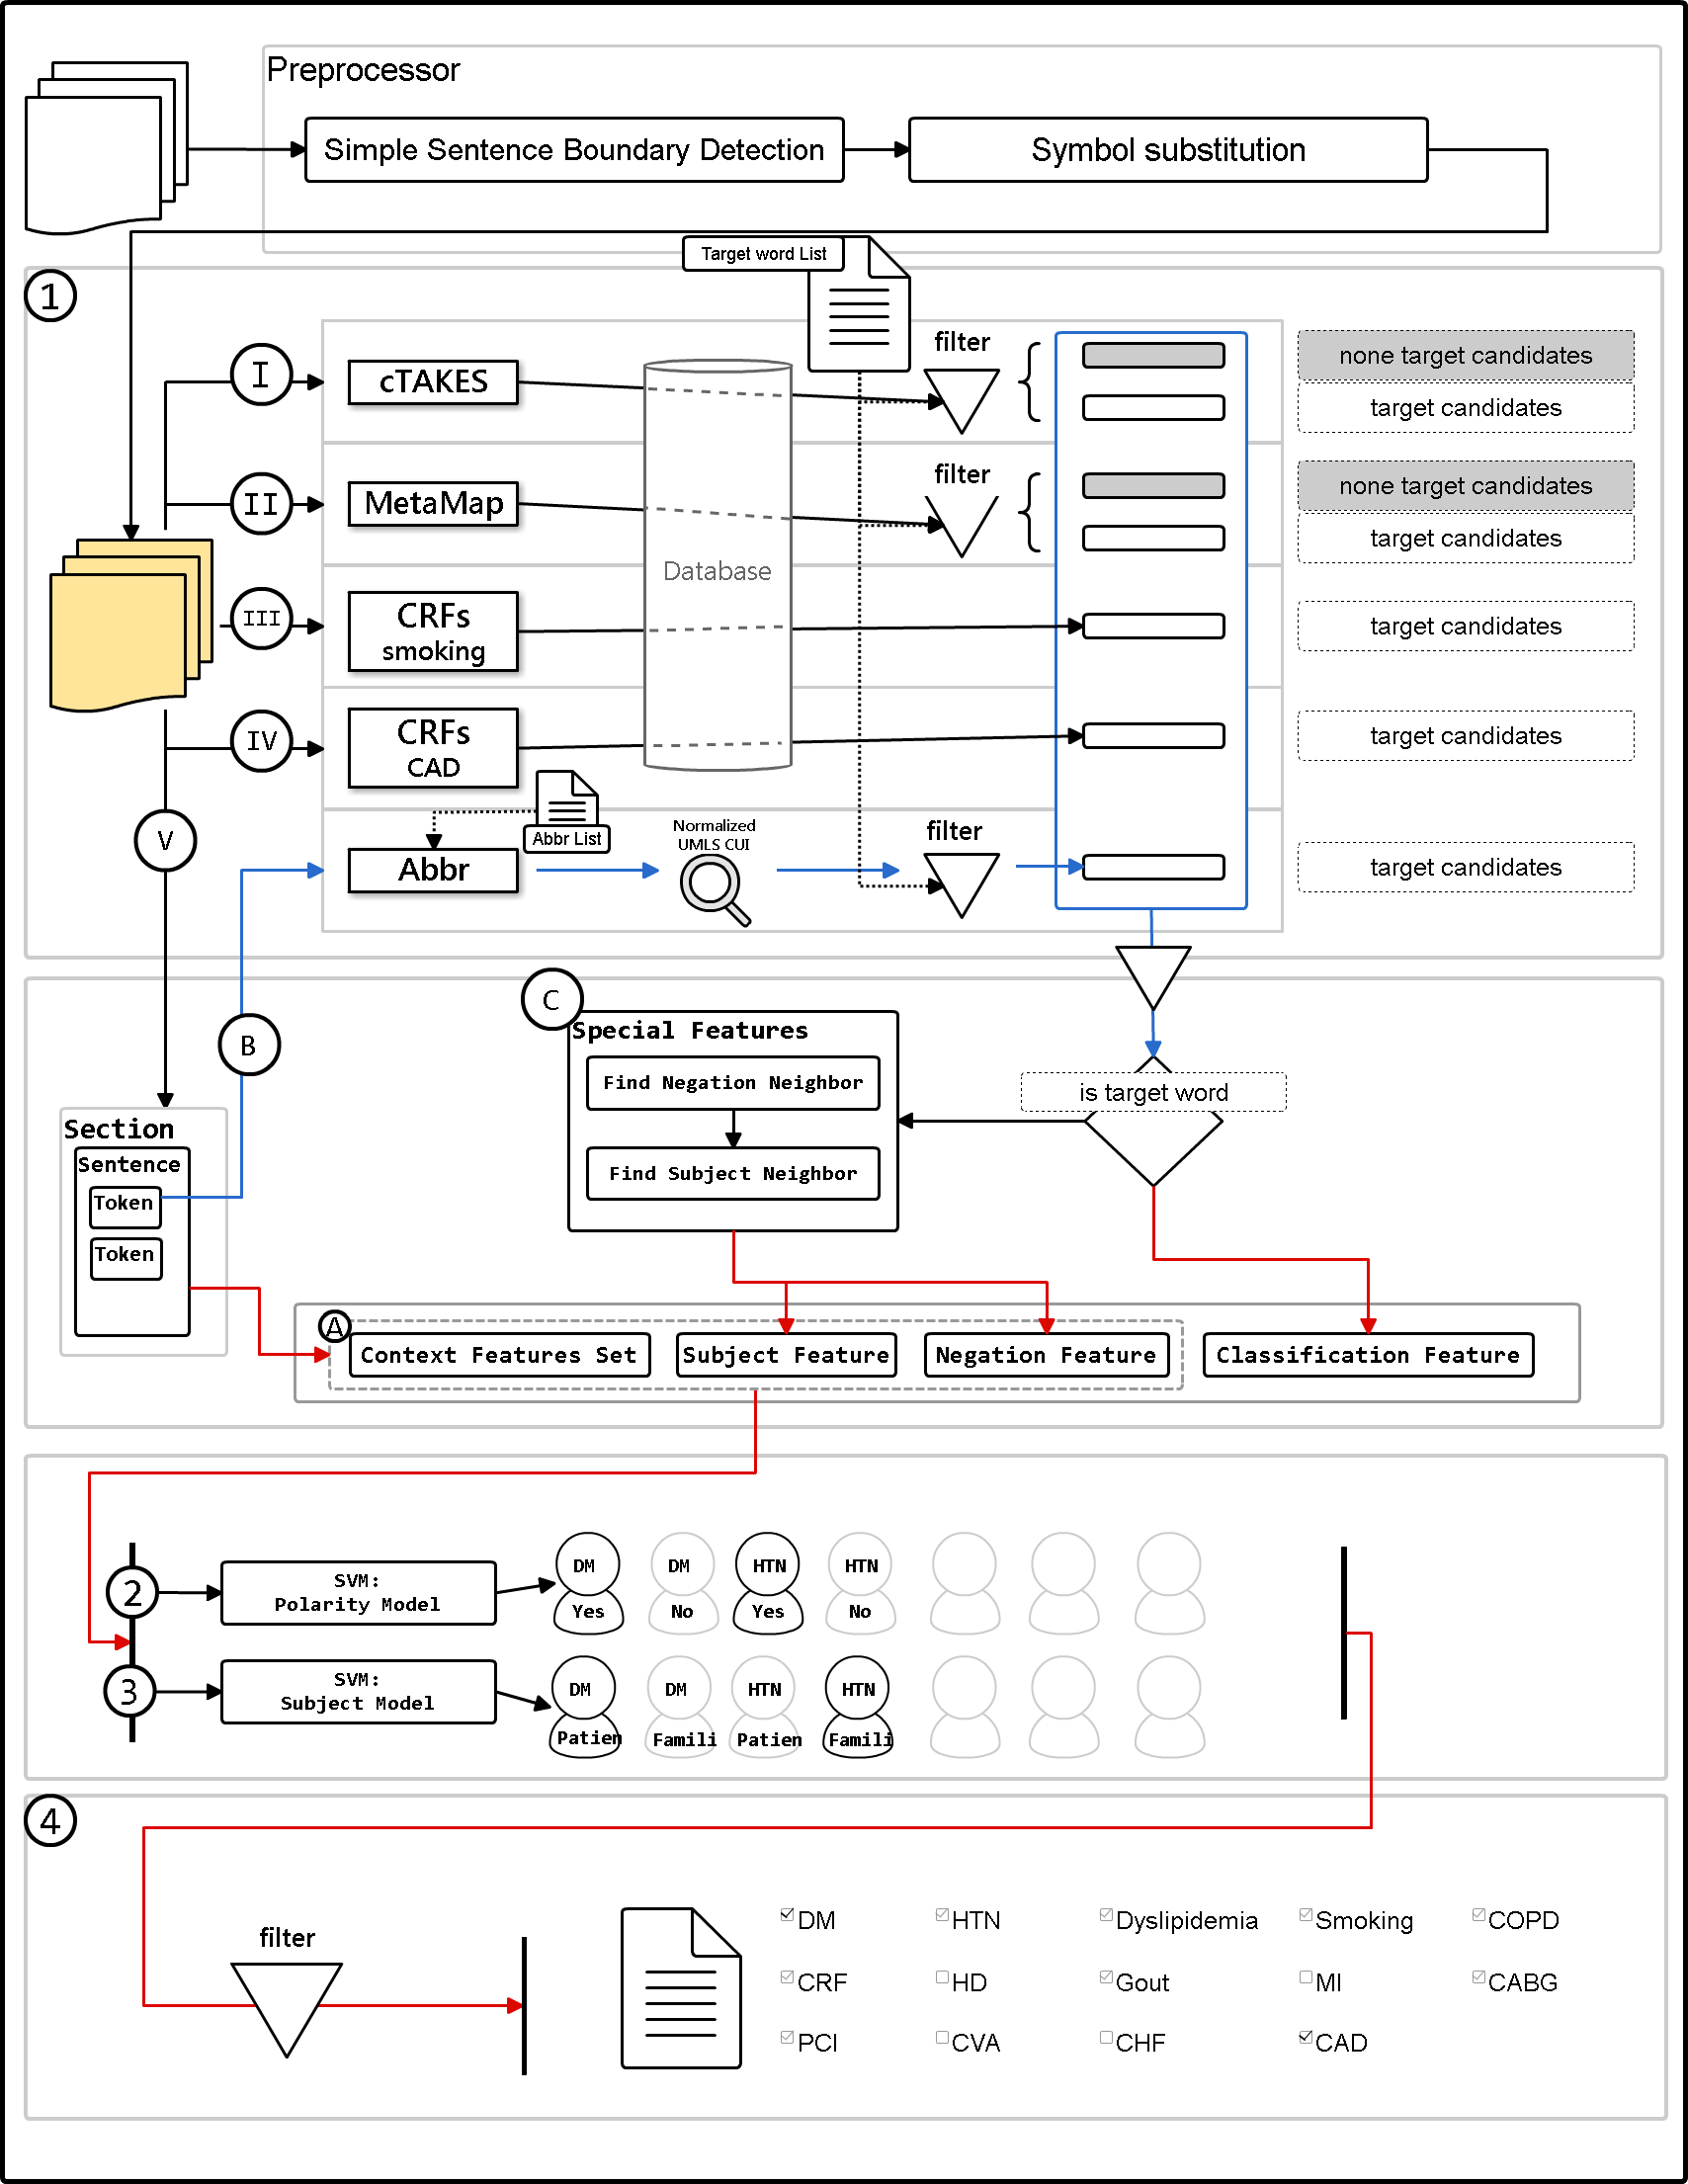 Preprocessor
Simple Sentence Boundary Detection
Symbol substitution
Target word List
1
I
cTAKES
filter
none target candidates
target candidates
II
MetaMap
filter
none target candidates
target candidates
Database
III
CRFs
smoking
target candidates
IV
CRFs
CAD
target candidates
V
Abbr List
Abbr
Normalized
UMLS CUI
filter
target candidates
B
C
Special Features
Find Negation Neighbor
Find Subject Neighbor
is target word
Section
Sentence
Token
Token
A
Context Features Set
Subject Feature
Negation Feature
Classification Feature
2
SVM:
Polarity Model
DM
Yes
DM
No
HTN
Yes
HTN
No
3
SVM:
Subject Model
DM
Patien
DM
Famili
HTN
Patien
HTN
Famili
4
filter
DM
HTN
Dyslipidemia
Smoking
COPD
CRF
HD
Gout
MI
CABG
PCI
CVA
CHF
CAD